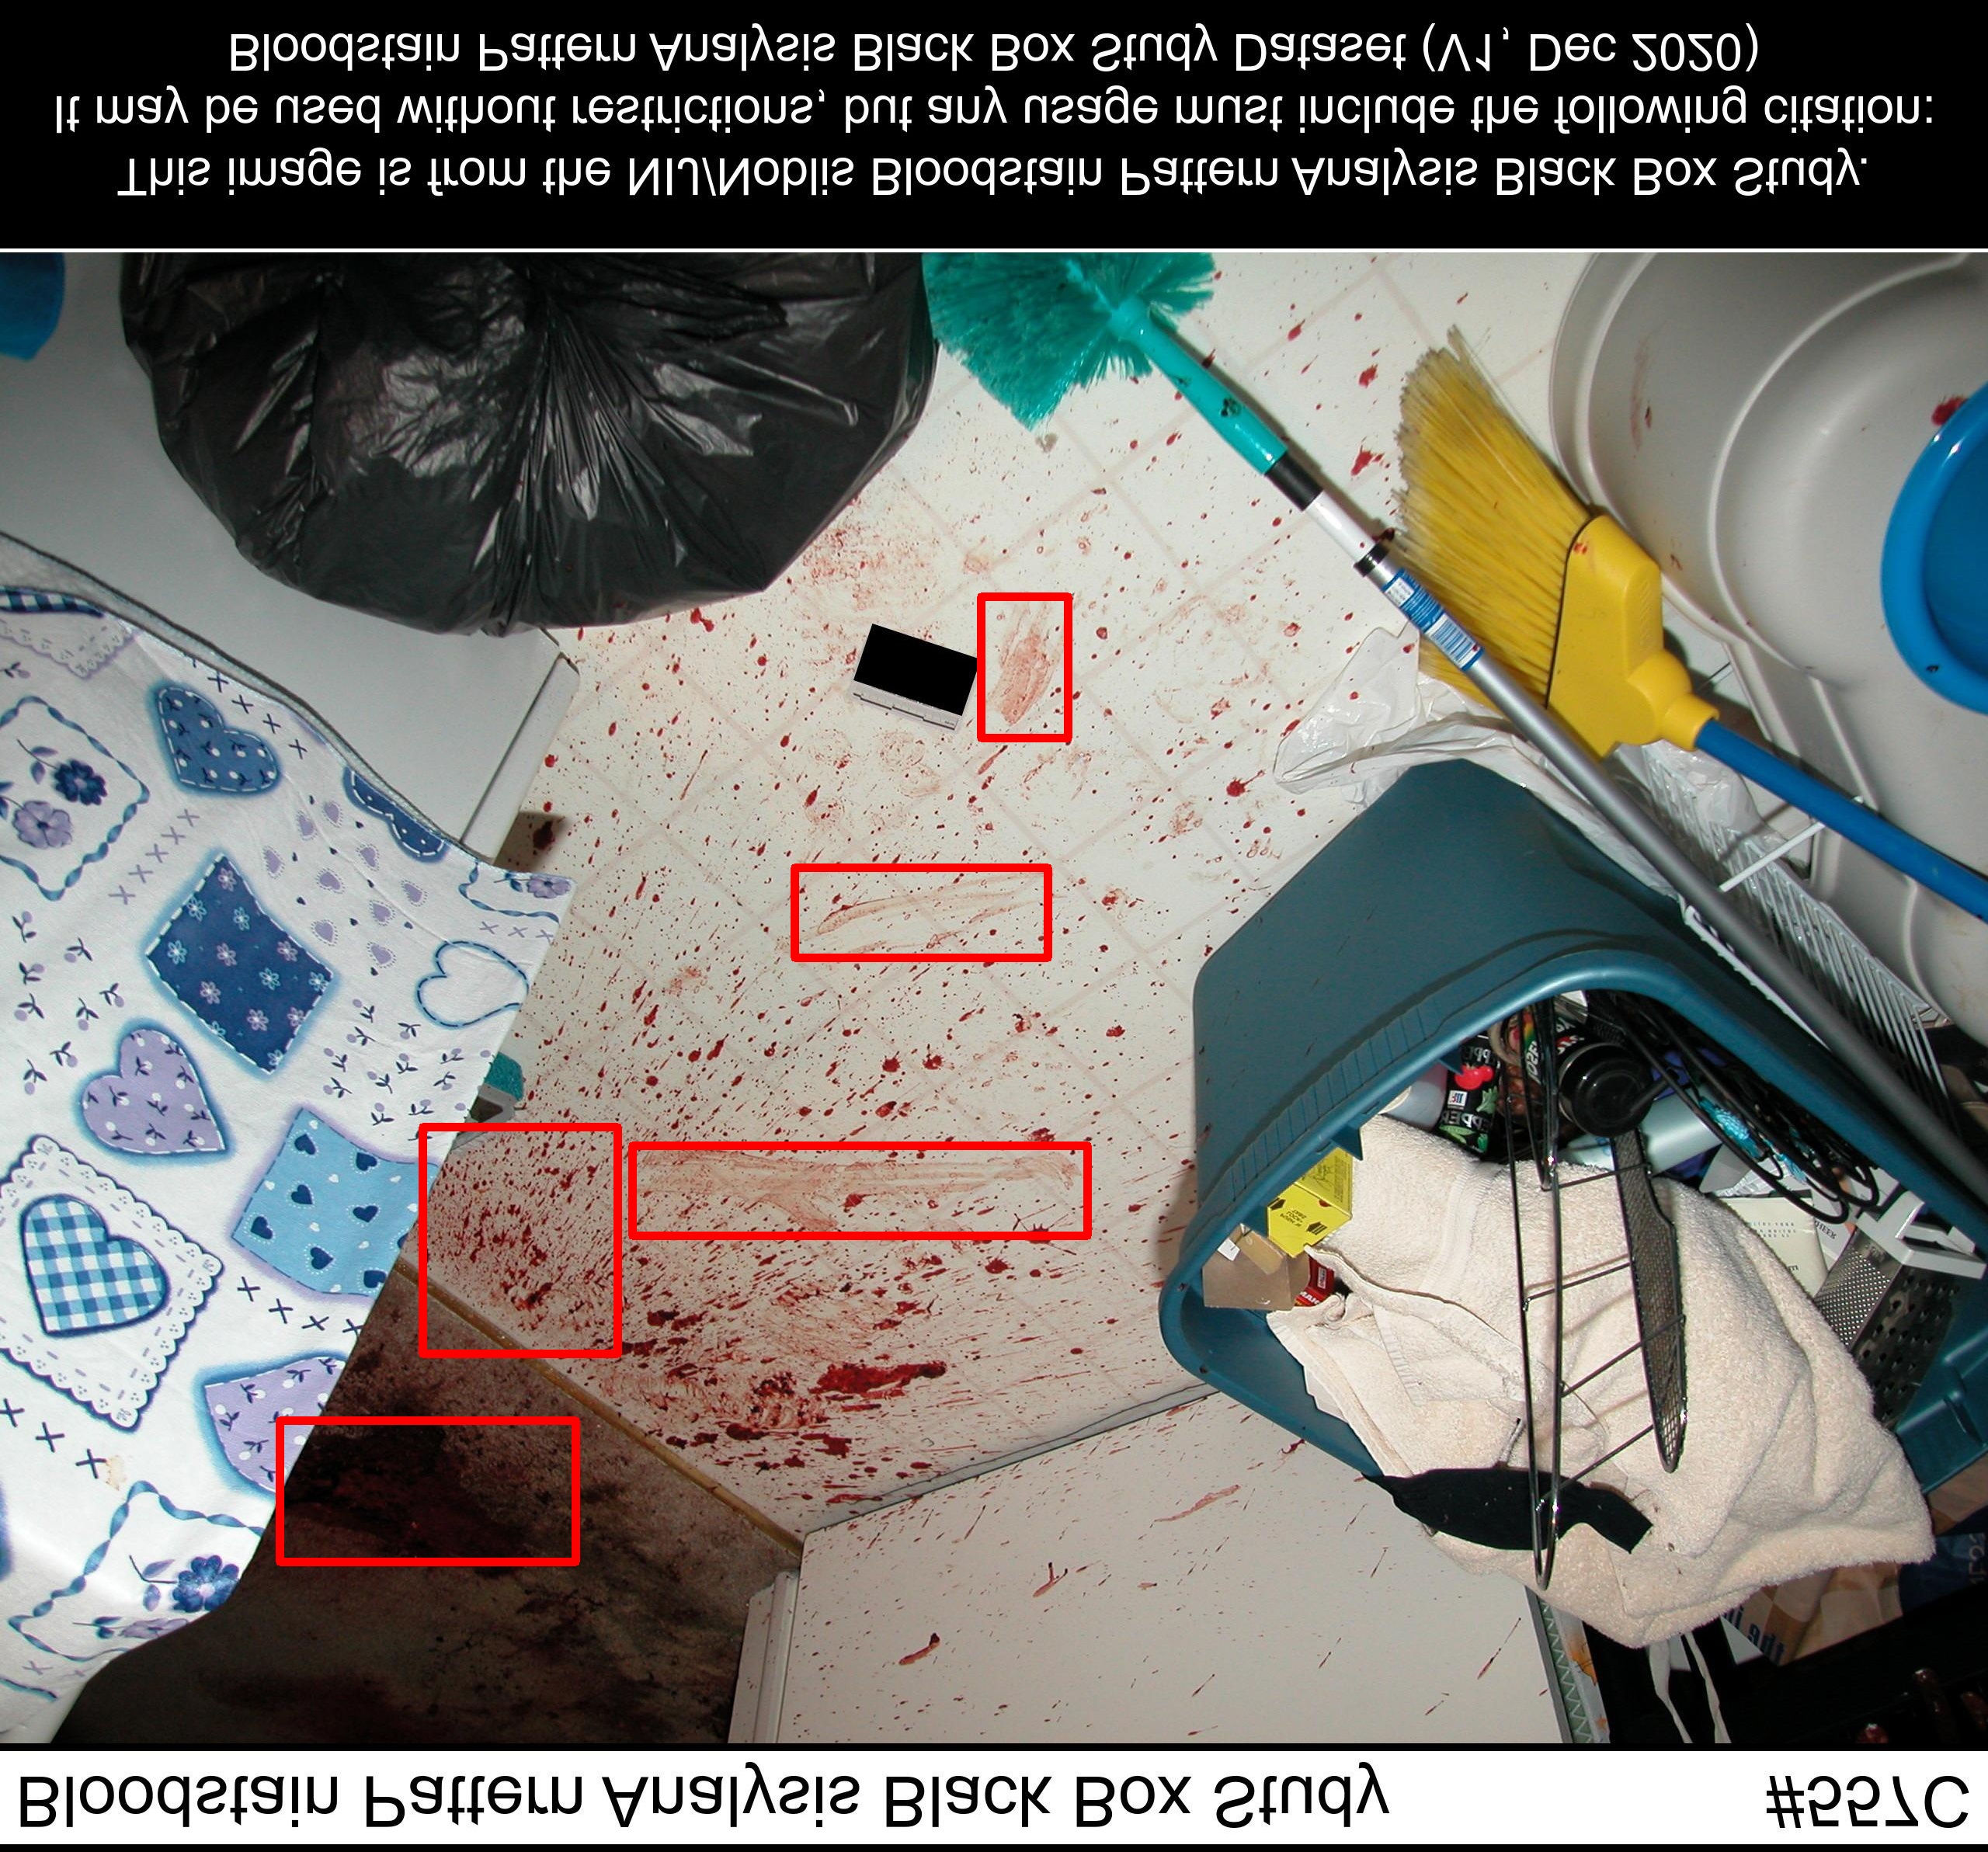 Bloodstain Pattern Analysis Black Box Study #557C
This image is from the NIJ/Noblis Bloodstain Pattern Analysis Black Box Study.
It may be used without restrictions, but any usage must include the following citation:
Bloodstain Pattern Analysis Black Box Study Dataset (V1, Dec 2020)